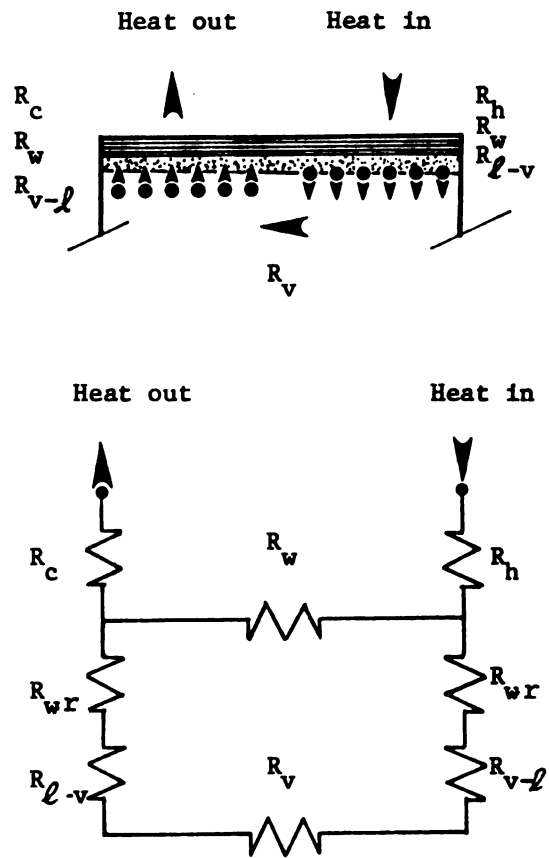 Heat out Heat in
R_c R_h
R_w R_w
R_v-ℓ R_ℓ-v
R_v
Heat out Heat in
R_c R_w R_h
R_wr R_wr
R_ℓ-v R_v R_v-ℓ